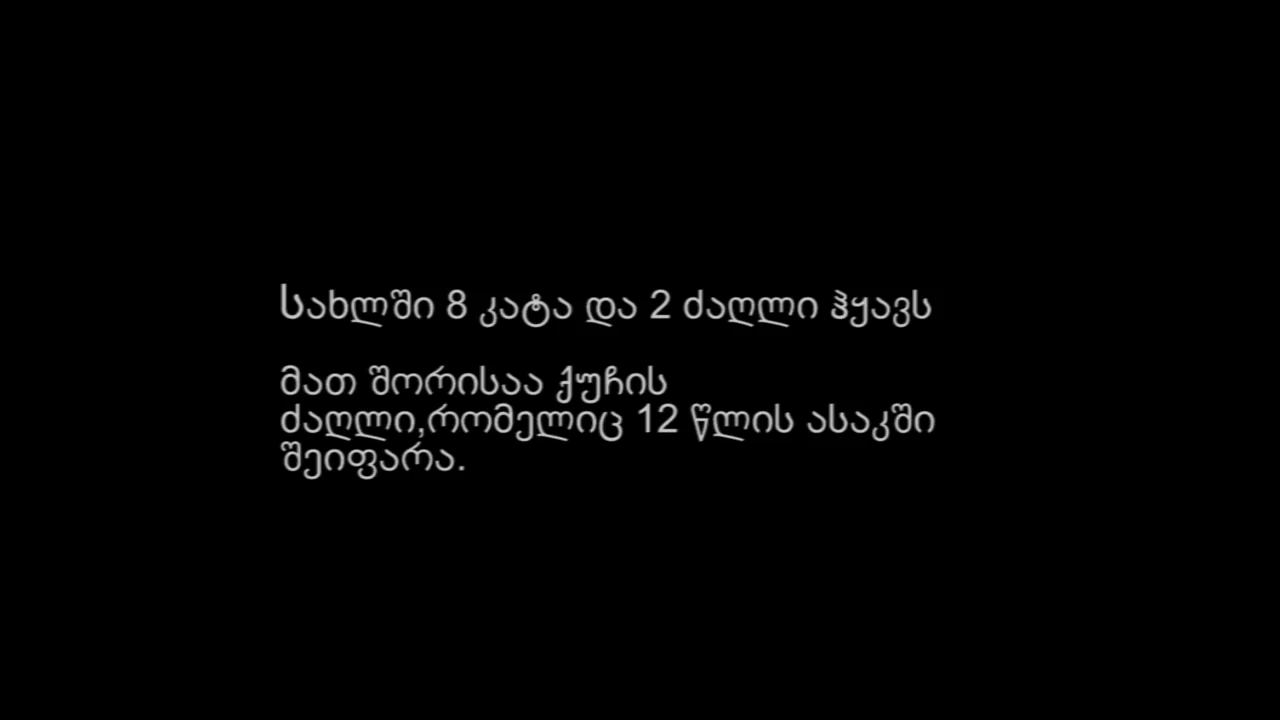 სახლში 8 კატა და 2 ძაღლი ჰყავს
მათ შორისაა ქუჩის
ძაღლი,რომელიც 12 წლის ასაკში
შეიფარა.